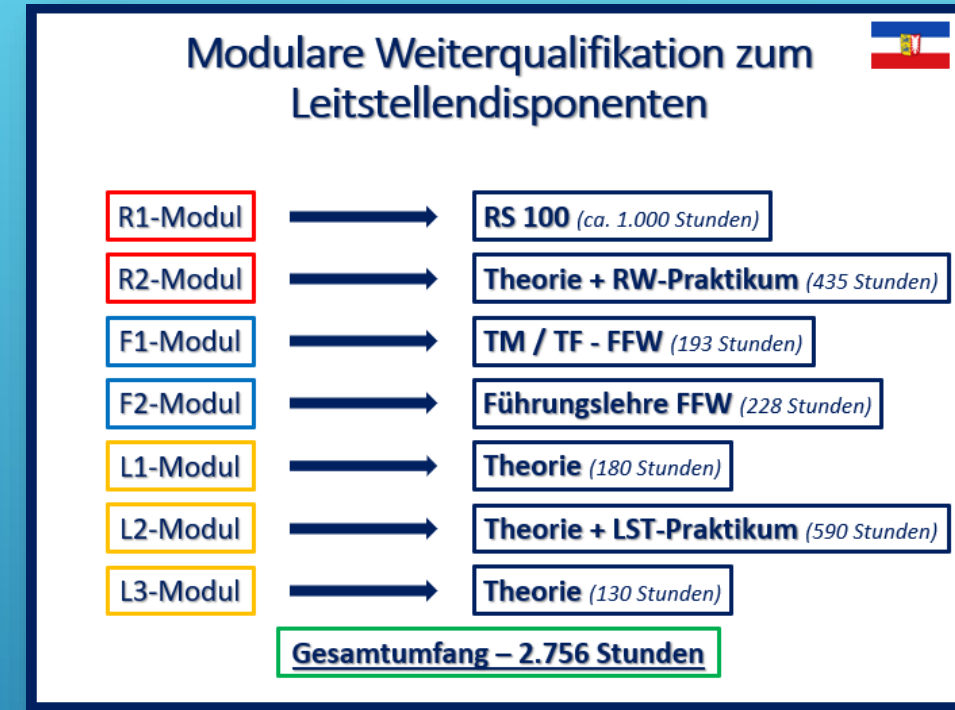 Modulare Weiterqualifikation zum
Leitstellendisponenten
R1-Modul RS 100 (ca. 1.000 Stunden)
R2-Modul Theorie + RW-Praktikum (435 Stunden)
F1-Modul TM / TF - FFW (193 Stunden)
F2-Modul Führungslehre FFW (228 Stunden)
L1-Modul Theorie (180 Stunden)
L2-Modul Theorie + LST-Praktikum (590 Stunden)
L3-Modul Theorie (130 Stunden)
Gesamtumfang – 2.756 Stunden